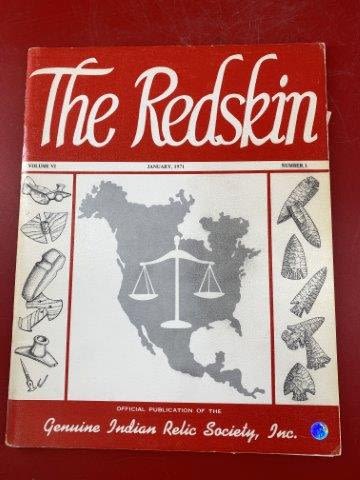 The Redskin
VOLUME VI JANUARY, 1971 NUMBER 1
OFFICIAL PUBLICATION OF THE
Genuine Indian Relic Society, Inc.